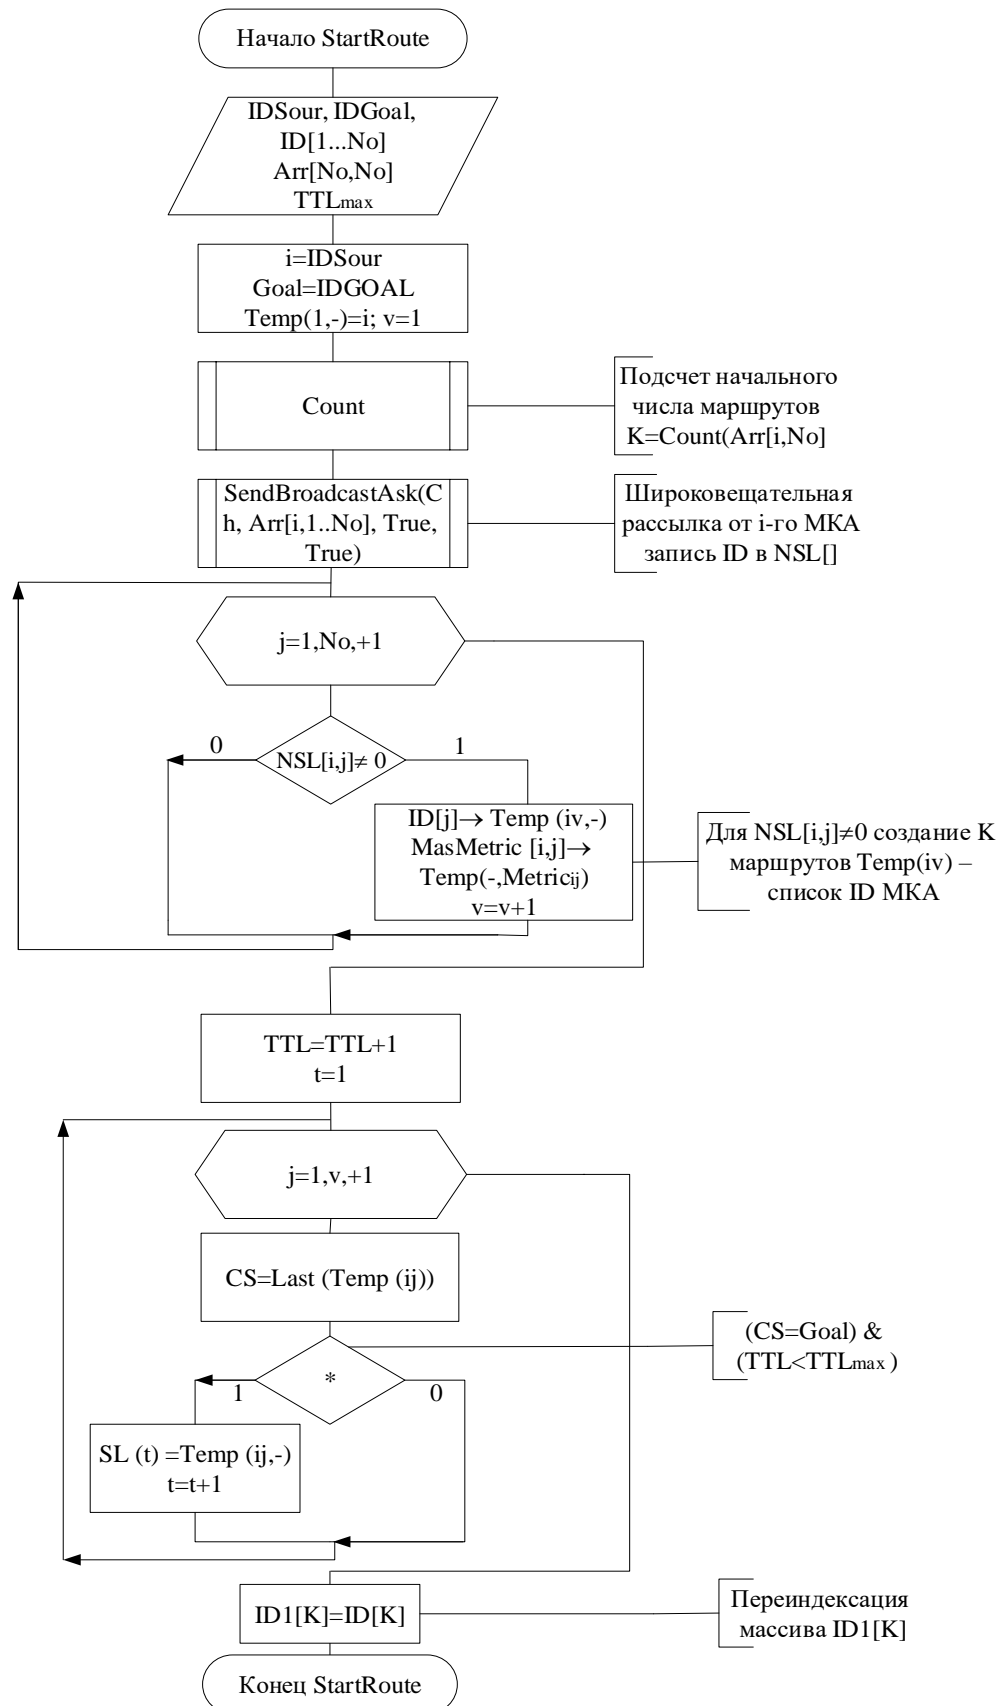 Начало StartRoute
IDSour, IDGoal,
ID[1...No]
Arr[No,No]
TTLmax
i=IDSour
Goal=IDGOAL
Temp(1,-)=i; v=1
Count
Подсчет начального
числа маршрутов
K=Count(Arr[i,No]
SendBroadcastAsk(C
h, Arr[i,1..No], True,
True)
Широковещательная
рассылка от i-го МКА
запись ID в NSL[]
j=1,No,+1
0
NSL[i,j]≠ 0
1
ID[j]→ Temp (iv,-)
MasMetric [i,j]→
Temp(-,Metricij)
v=v+1
Для NSL[i,j]≠0 создание K
маршрутов Temp(iv) –
список ID МКА
TTL=TTL+1
t=1
j=1,v,+1
CS=Last (Temp (ij))
(CS=Goal) &
(TTL<TTLmax )
1
*
0
SL (t) =Temp (ij,-)
t=t+1
ID1[K]=ID[K]
Переиндексация
массива ID1[K]
Конец StartRoute